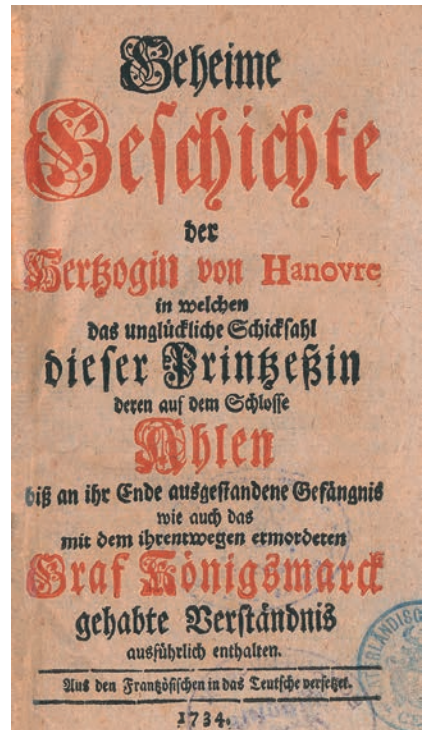 Geheime
Geſchichte
der
Hertzogin von Hanovre
in welchen
das unglückliche Schickſahl
dieſer Printzeßin
deren auf dem Schloſſe
Ahlen
biß an ihr Ende ausgeſtandene Gefängnis
wie auch das
mit dem ihrentwegen ermordeten
Graf Königsmarck
gehabte Verſtändnis
ausführlich enthalten.
Aus den Frantzöſiſchen in das Teutſche verſetzet.
1734.